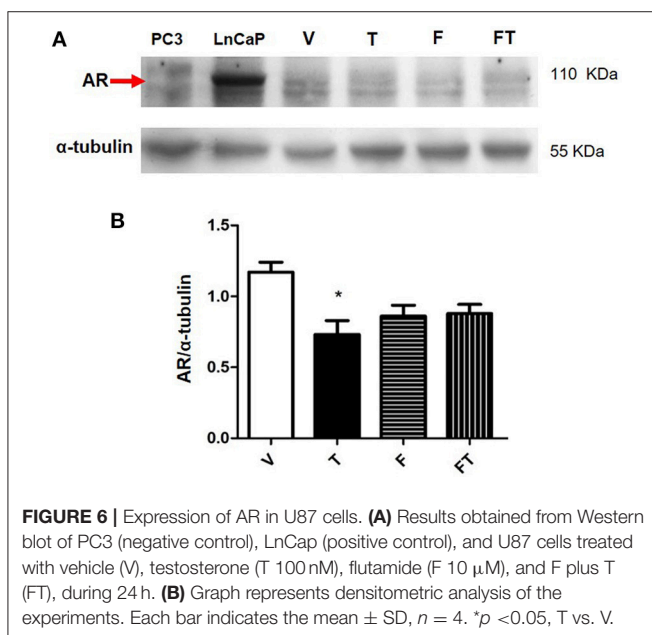 A
PC3 LnCaP V T F FT
AR 110 KDa
α-tubulin 55 KDa
B
AR/α-tubulin
1.5
1.0
0.5
0.0
*
V T F FT
FIGURE 6 | Expression of AR in U87 cells. (A) Results obtained from Western
blot of PC3 (negative control), LnCap (positive control), and U87 cells treated
with vehicle (V), testosterone (T 100 nM), flutamide (F 10 μM), and F plus T
(FT), during 24 h. (B) Graph represents densitometric analysis of the
experiments. Each bar indicates the mean ± SD, n = 4. *p <0.05, T vs. V.